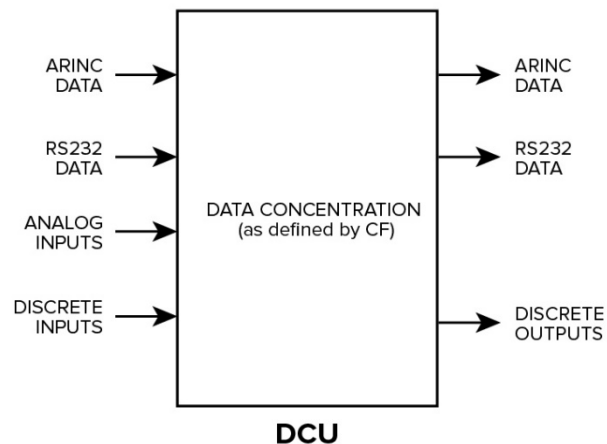 ARINC
DATA
RS232
DATA
ANALOG
INPUTS
DISCRETE
INPUTS
DATA CONCENTRATION
(as defined by CF)
ARINC
DATA
RS232
DATA
DISCRETE
OUTPUTS
DCU